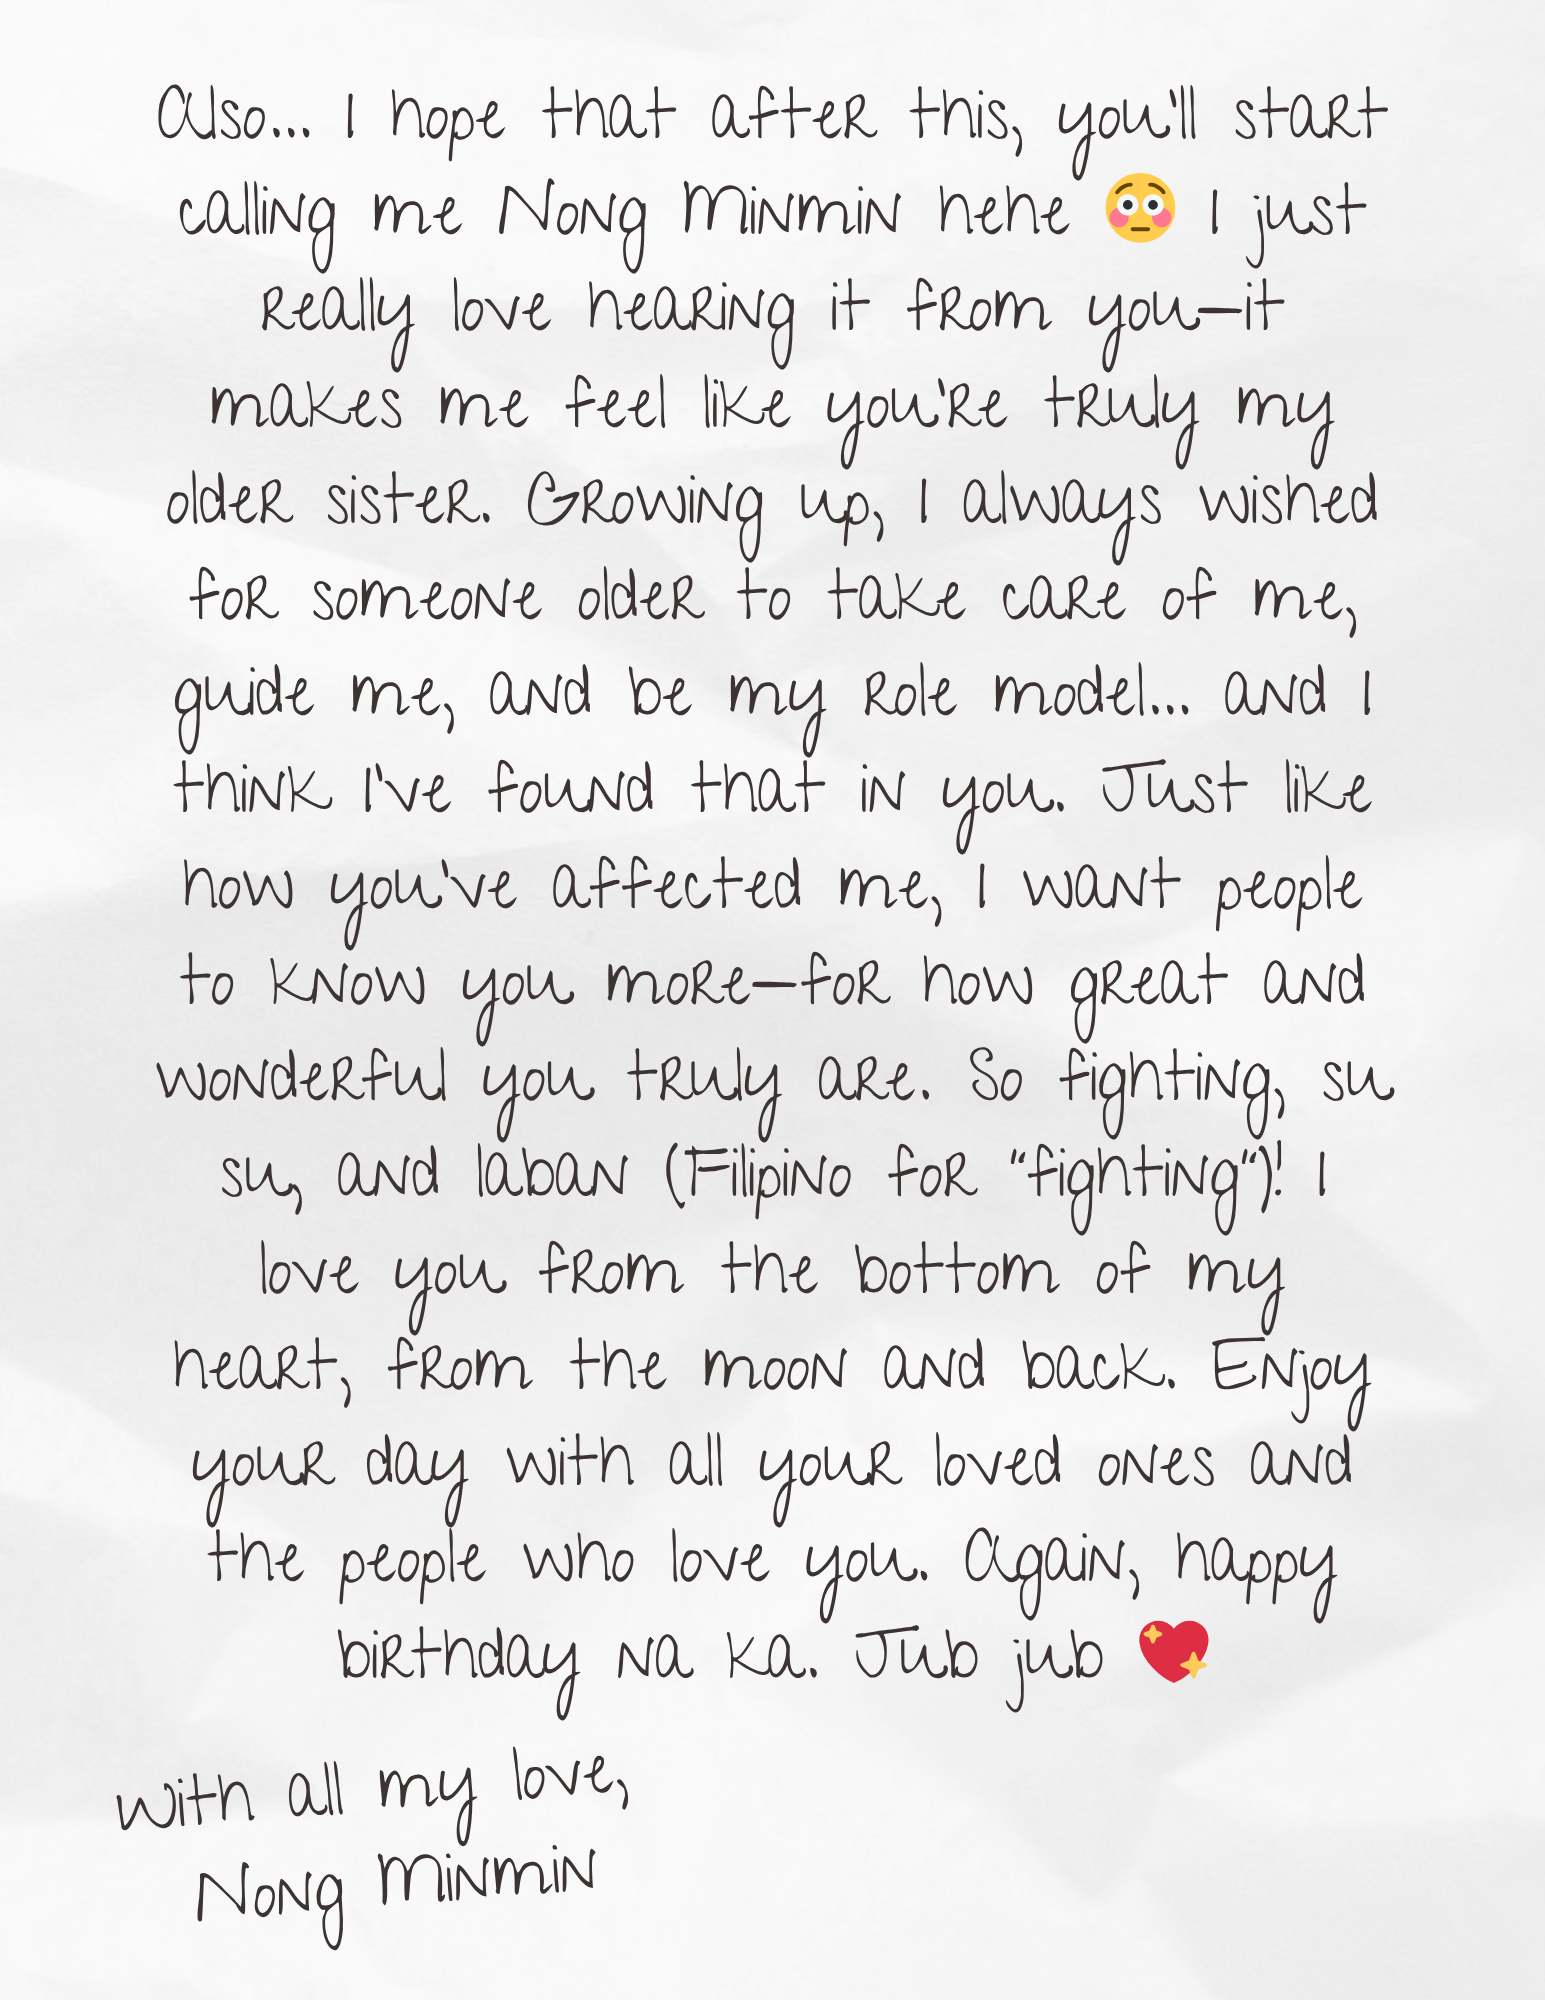 Also... I hope that after this, you'll start
calling me Nong Minmin hehe 😳 I just
really love hearing it from you—it
makes me feel like you're truly my
older sister. Growing up, I always wished
for someone older to take care of me,
guide me, and be my role model... and I
think I've found that in you. Just like
how you've affected me, I want people
to know you more—for how great and
wonderful you truly are. So fighting, su
su, and laban (Filipino for “fighting”)! I
love you from the bottom of my
heart, from the moon and back. Enjoy
your day with all your loved ones and
the people who love you. Again, happy
birthday na ka. Jub jub 💖
With all my love,
Nong Minmin